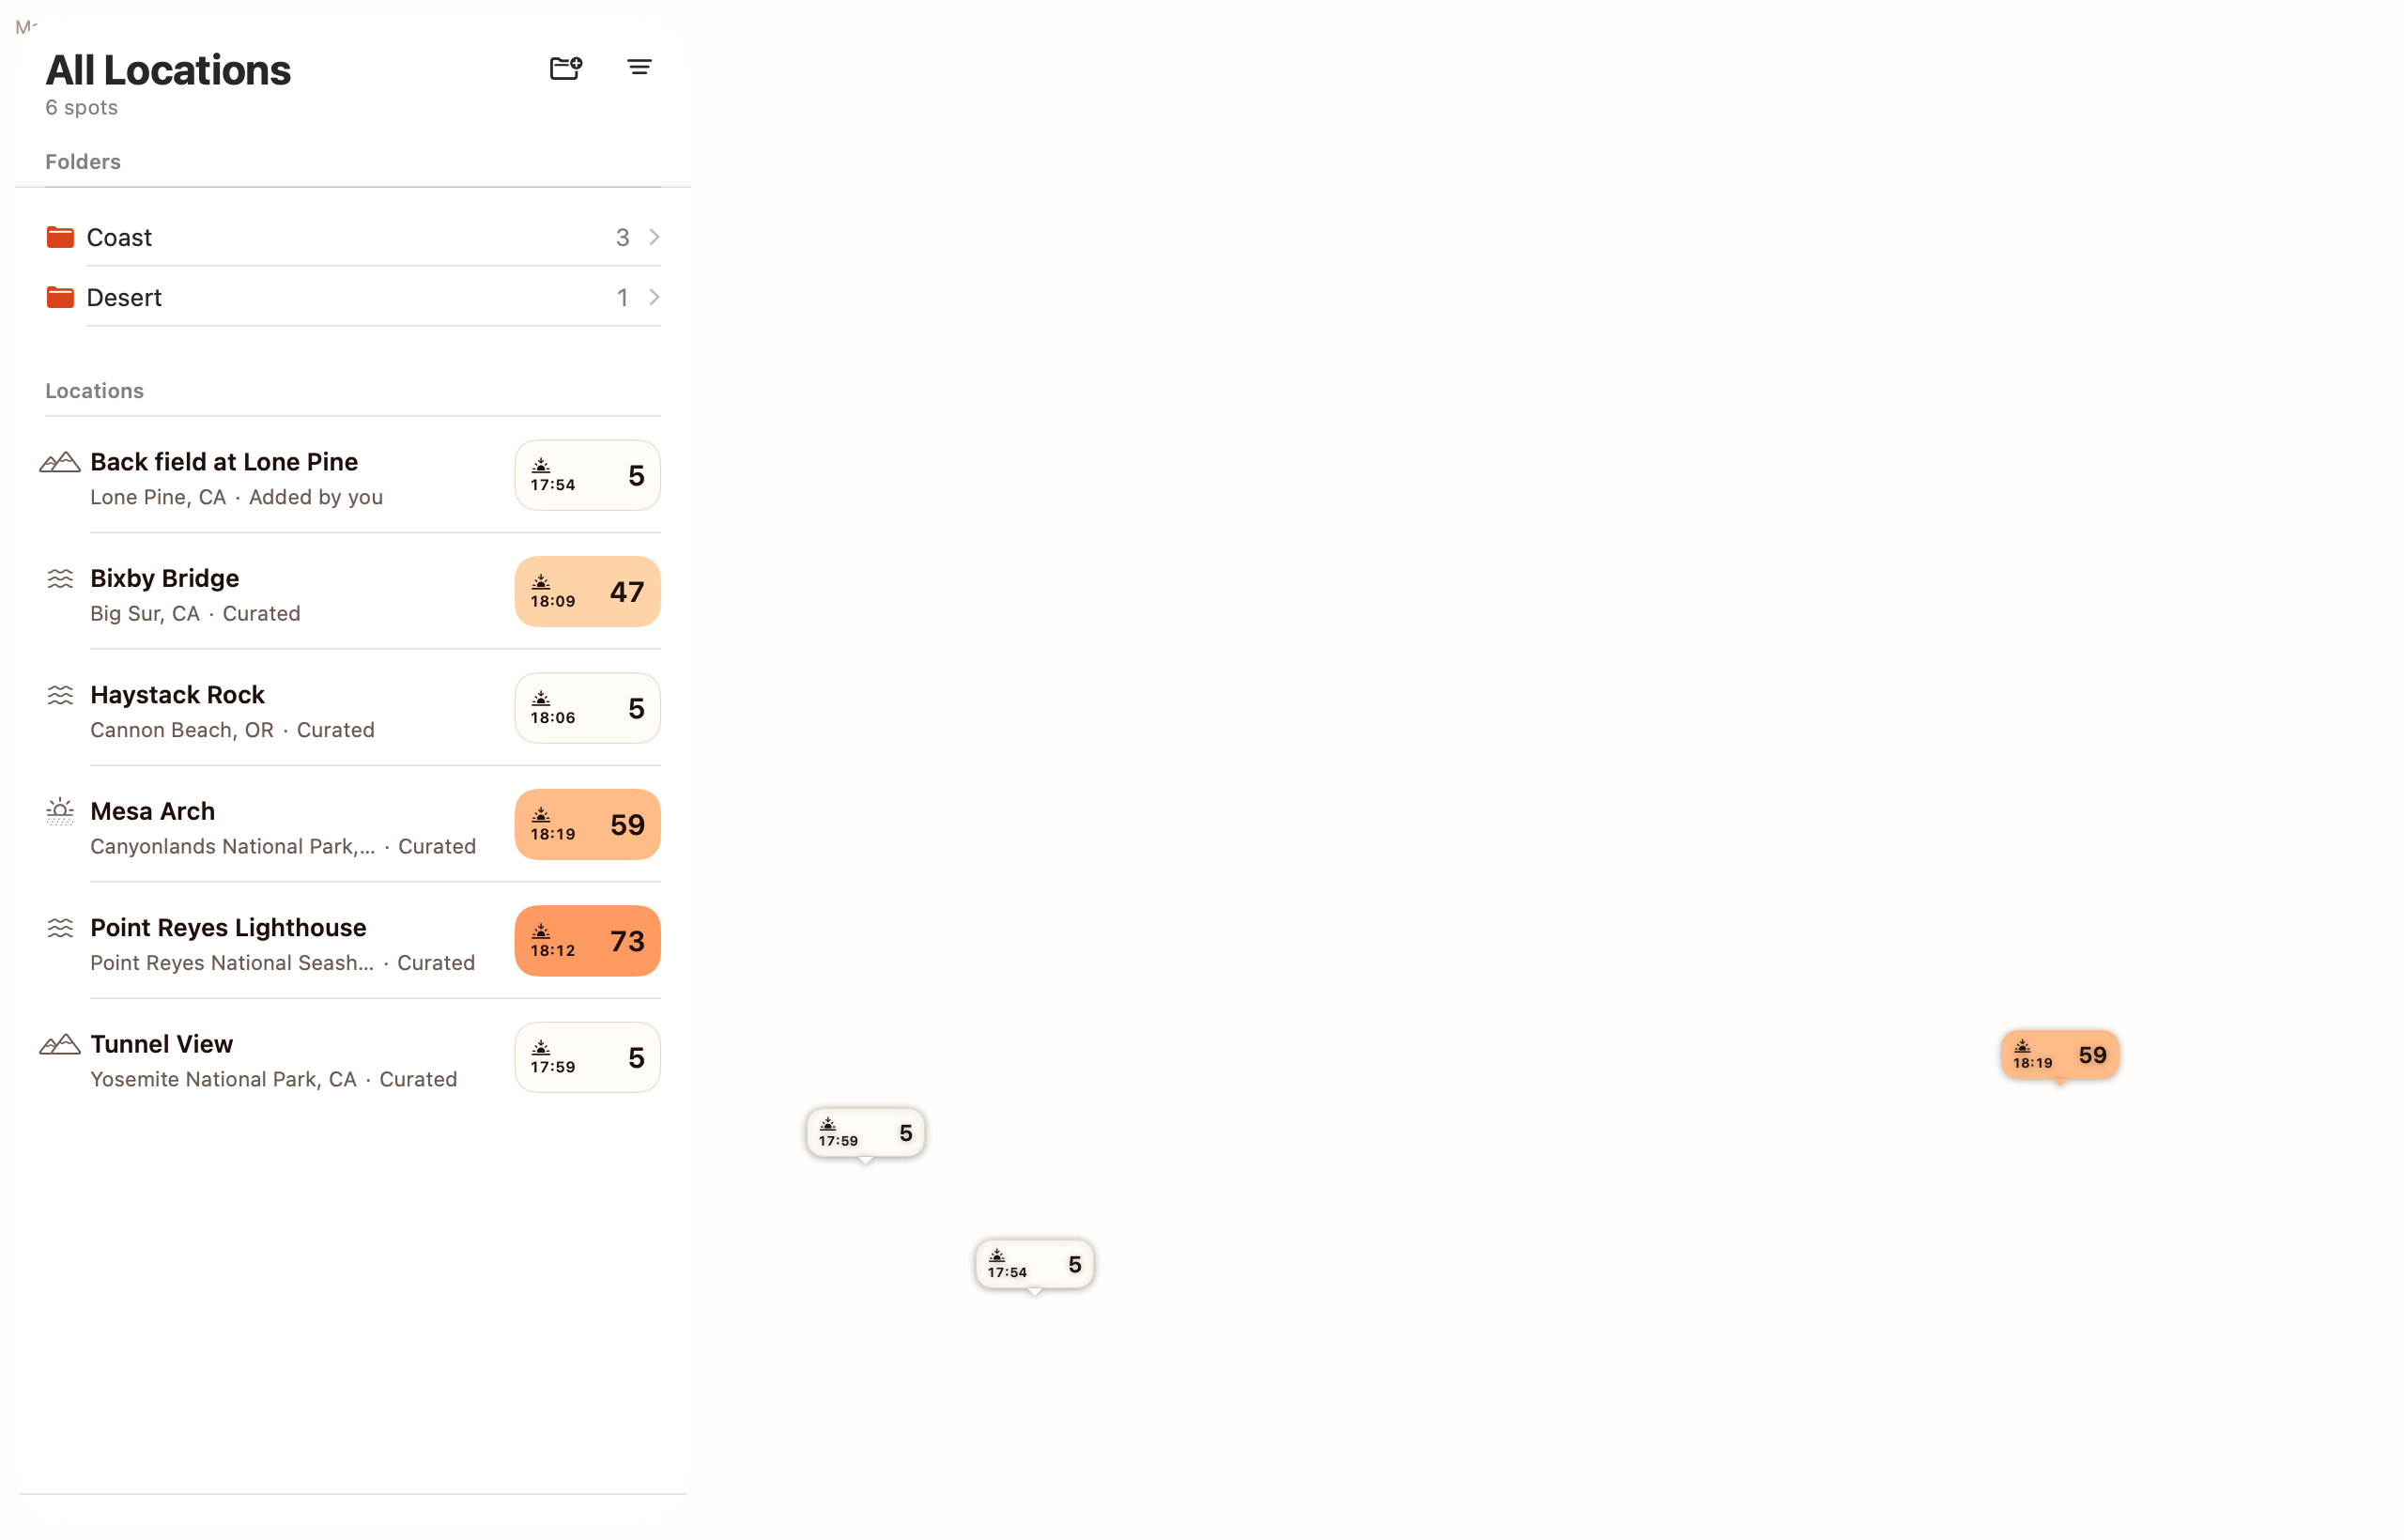 All Locations
6 spots
Folders
Coast 3
Desert 1
Locations
Back field at Lone Pine
Lone Pine, CA · Added by you
17:54 5
Bixby Bridge
Big Sur, CA · Curated
18:09 47
Haystack Rock
Cannon Beach, OR · Curated
18:06 5
Mesa Arch
Canyonlands National Park,... · Curated
18:19 59
Point Reyes Lighthouse
Point Reyes National Seash... · Curated
18:12 73
Tunnel View
Yosemite National Park, CA · Curated
17:59 5
18:19 59
17:59 5
17:54 5